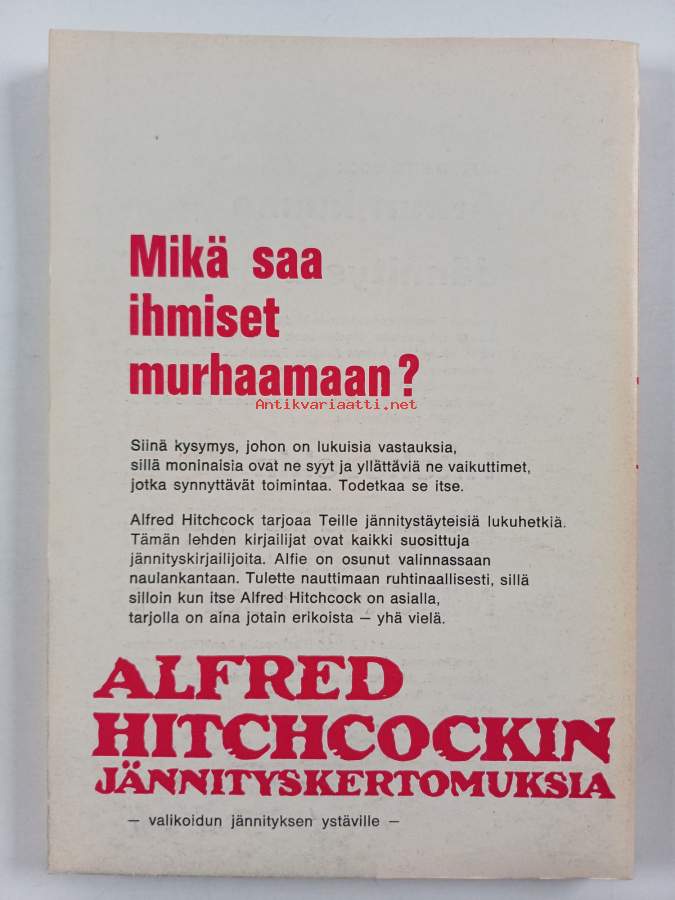 Mikä saa
ihmiset
murhaamaan?
Antikvariaatti.net
Siinä kysymys, johon on lukuisia vastauksia,
sillä moninaisia ovat ne syyt ja yllättäviä ne vaikuttimet,
jotka synnyttävät toimintaa. Todetkaa se itse.
Alfred Hitchcock tarjoaa Teille jännitystäyteisiä lukuhetkiä.
Tämän lehden kirjailijat ovat kaikki suosittuja
jännityskirjailijoita. Alfie on osunut valinnassaan
naulankantaan. Tulette nauttimaan ruhtinaallisesti, sillä
silloin kun itse Alfred Hitchcock on asialla,
tarjolla on aina jotain erikoista – yhä vielä.
ALFRED
HITCHCOCKIN
JÄNNITYSKERTOMUKSIA
– valikoidun jännityksen ystäville –